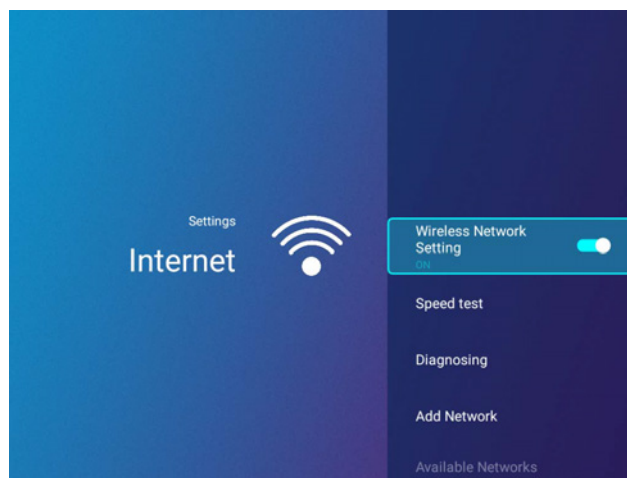 Settings
Internet
Wireless Network
Setting
ON
Speed test
Diagnosing
Add Network
Available Networks